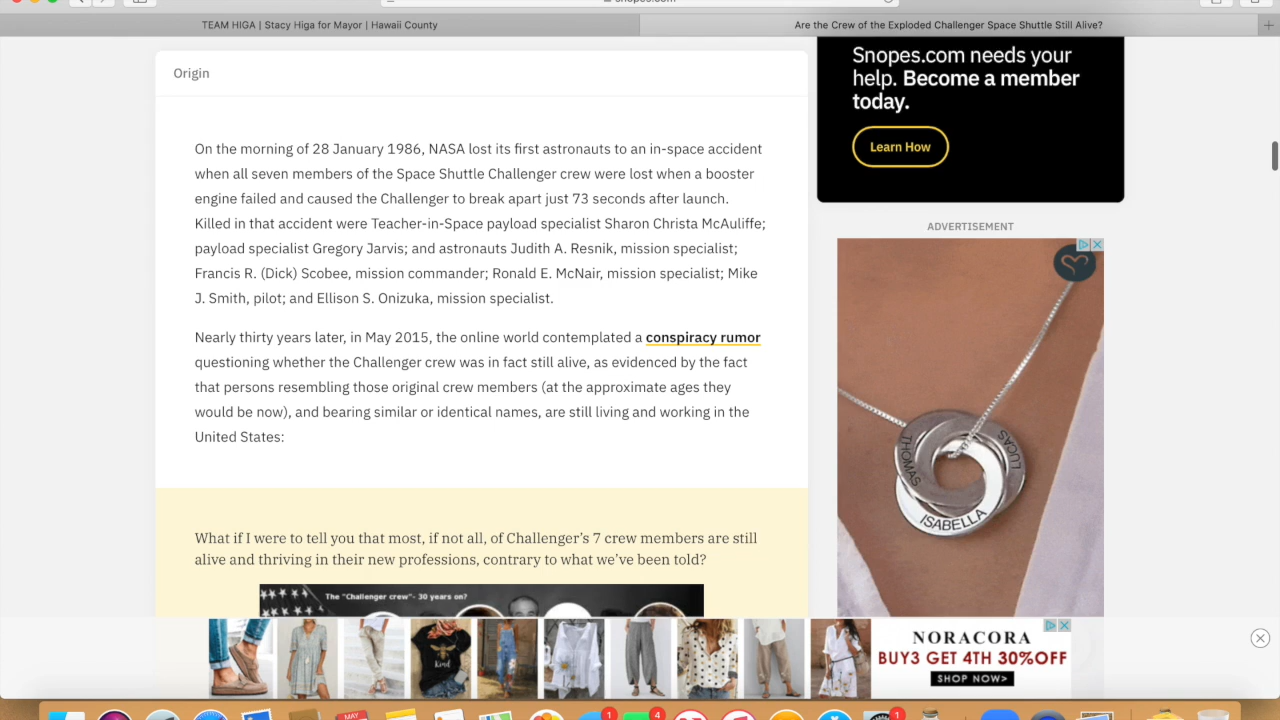 snopes.com
TEAM HIGA | Stacy Higa for Mayor | Hawaii County
Are the Crew of the Exploded Challenger Space Shuttle Still Alive?
Origin
On the morning of 28 January 1986, NASA lost its first astronauts to an in-space accident
when all seven members of the Space Shuttle Challenger crew were lost when a booster
engine failed and caused the Challenger to break apart just 73 seconds after launch.
Killed in that accident were Teacher-in-Space payload specialist Sharon Christa McAuliffe;
payload specialist Gregory Jarvis; and astronauts Judith A. Resnik, mission specialist;
Francis R. (Dick) Scobee, mission commander; Ronald E. McNair, mission specialist; Mike
J. Smith, pilot; and Ellison S. Onizuka, mission specialist.
Nearly thirty years later, in May 2015, the online world contemplated a conspiracy rumor
questioning whether the Challenger crew was in fact still alive, as evidenced by the fact
that persons resembling those original crew members (at the approximate ages they
would be now), and bearing similar or identical names, are still living and working in the
United States:
What if I were to tell you that most, if not all, of Challenger's 7 crew members are still
alive and thriving in their new professions, contrary to what we've been told?
The "Challenger crew"- 30 years on?
Snopes.com needs your
help. Become a member
today.
Learn How
ADVERTISEMENT
THOMAS
LUCAS
ISABELLA
Kind
NORACORA
BUY3 GET 4TH 30%OFF
SHOP NOW>
MAY
1
4
1